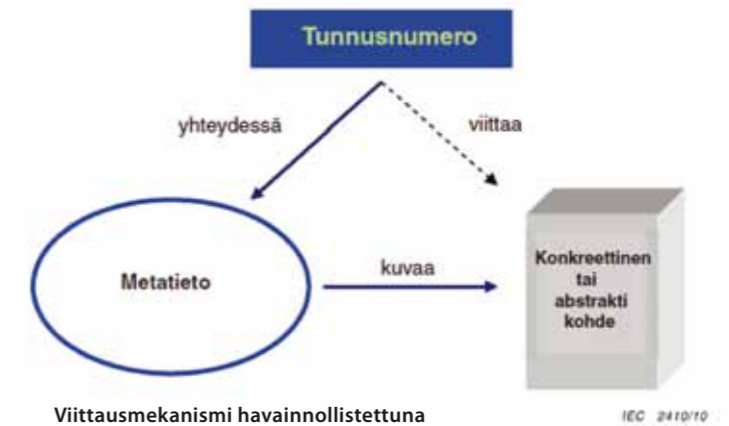 Tunnusnumero
yhteydessä
viittaa
Metatieto
kuvaa
Konkreettinen
tai
abstrakti
kohde
Viittausmekanismi havainnollistettuna
IEC 2410/10